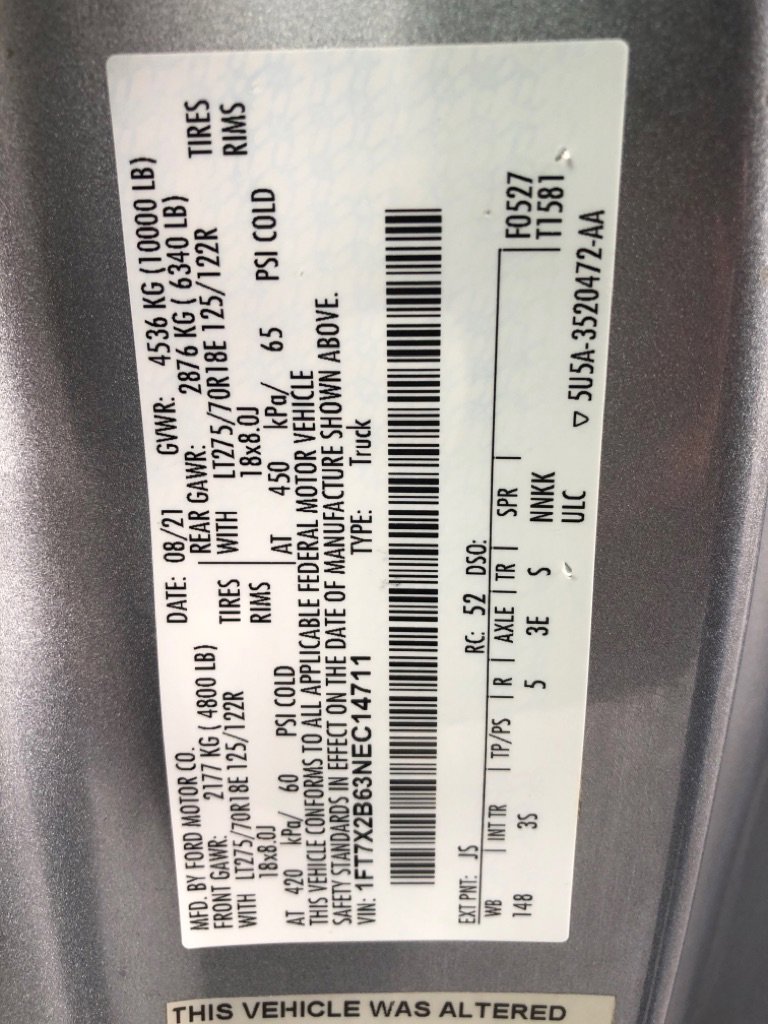 MFD. BY FORD MOTOR CO.
DATE: 08/21 GVWR: 4536 KG (10000 LB)
FRONT GAWR: 2177 KG ( 4800 LB)
REAR GAWR: 2876 KG ( 6340 LB)
WITH LT275/70R18E 125/122R TIRES
WITH LT275/70R18E 125/122R TIRES
18x8.0J RIMS
18x8.0J RIMS
AT 420 kPa/ 60 PSI COLD
AT 450 kPa/ 65 PSI COLD
THIS VEHICLE CONFORMS TO ALL APPLICABLE FEDERAL MOTOR VEHICLE
SAFETY STANDARDS IN EFFECT ON THE DATE OF MANUFACTURE SHOWN ABOVE.
VIN: 1FT7X2B63NEC14711 TYPE: Truck
EXT PNT: JS RC: 52 DSO:
WB INT TR TP/PS R AXLE TR SPR F0527
T1581
148 3S 5 3E S NNKK
ULC
▽ 5U5A-3520472-AA
THIS VEHICLE WAS ALTERED